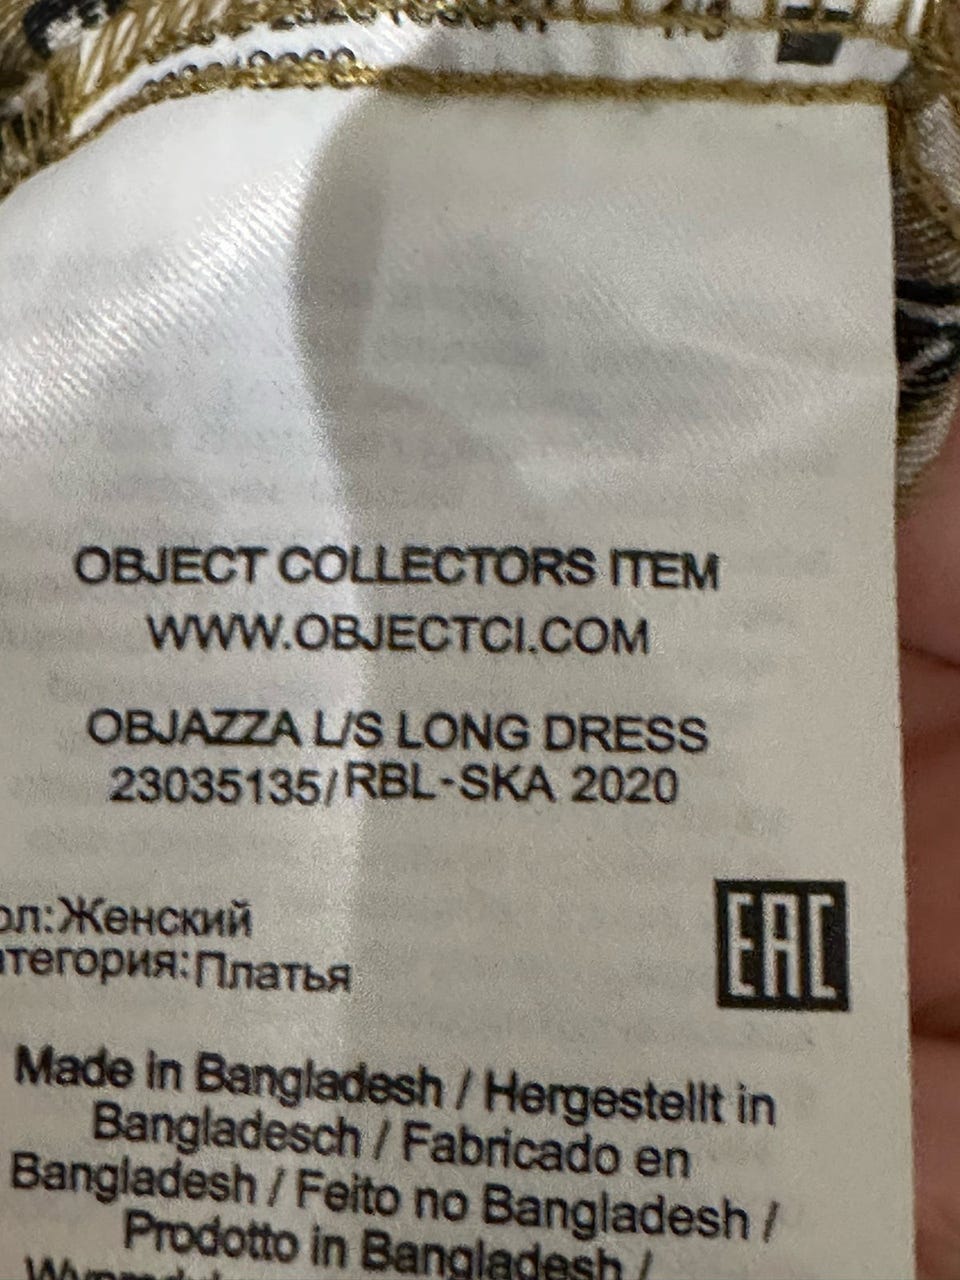 OBJECT COLLECTORS ITEM
WWW.OBJECTCI.COM
OBJAZZA L/S LONG DRESS
23035135/RBL-SKA 2020
ол:Женский
атегория:Платья
EAC
Made in Bangladesh / Hergestellt in
Bangladesch / Fabricado en
Bangladesh / Feito no Bangladesh /
Prodotto in Bangladesh /